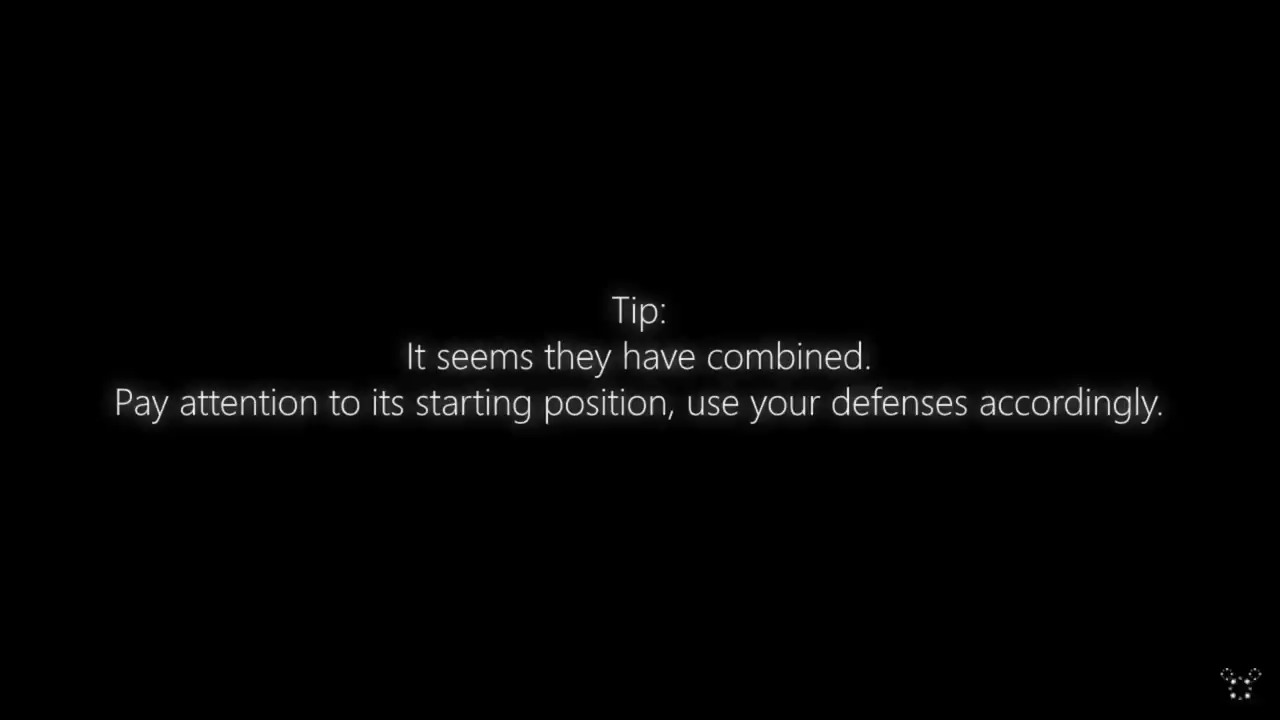 Tip:
It seems they have combined.
Pay attention to its starting position, use your defenses accordingly.